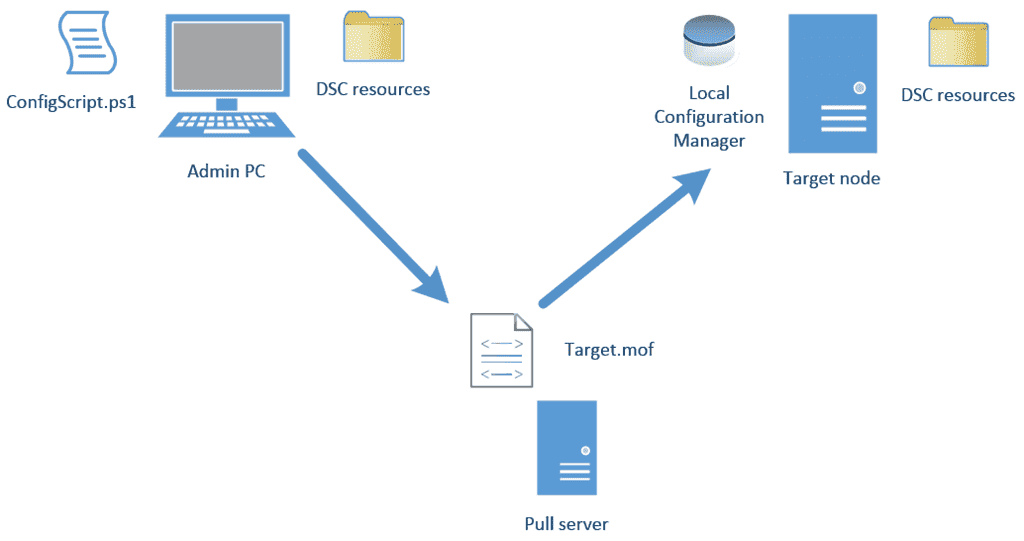 ConfigScript.ps1
Admin PC
DSC resources
Local
Configuration
Manager
Target node
DSC resources
Target.mof
Pull server